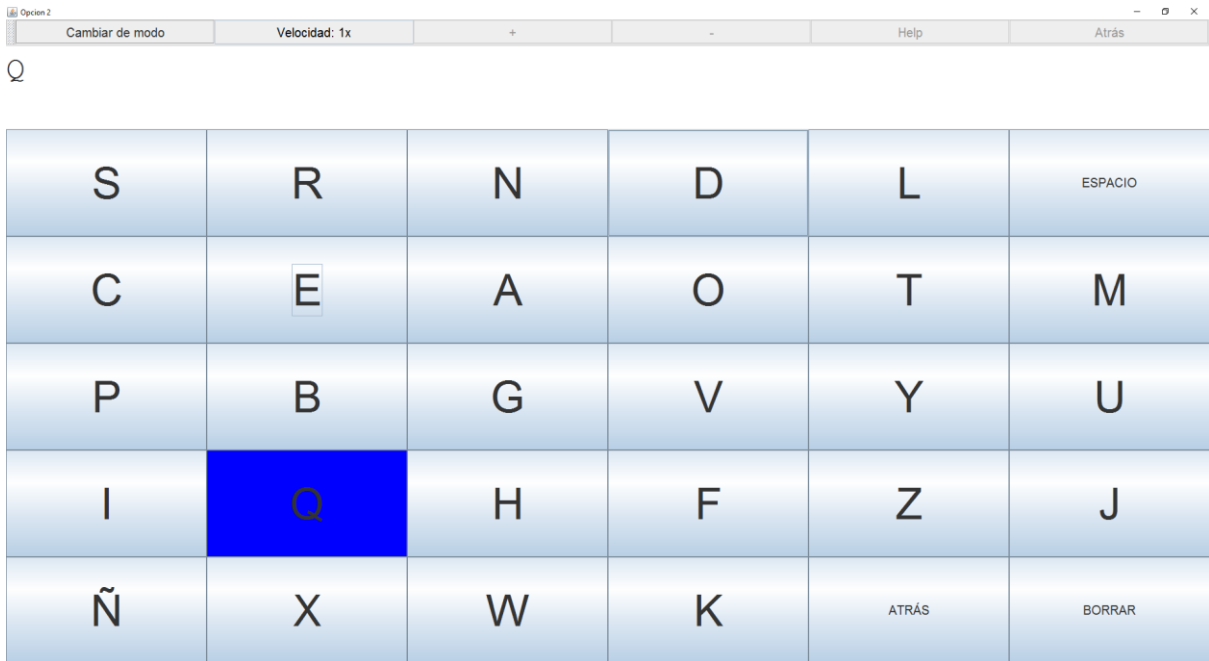 Opcion 2
Cambiar de modo Velocidad: 1x + - Help Atrás
Q
S R N D L ESPACIO
C E A O T M
P B G V Y U
I Q H F Z J
Ñ X W K ATRÁS BORRAR